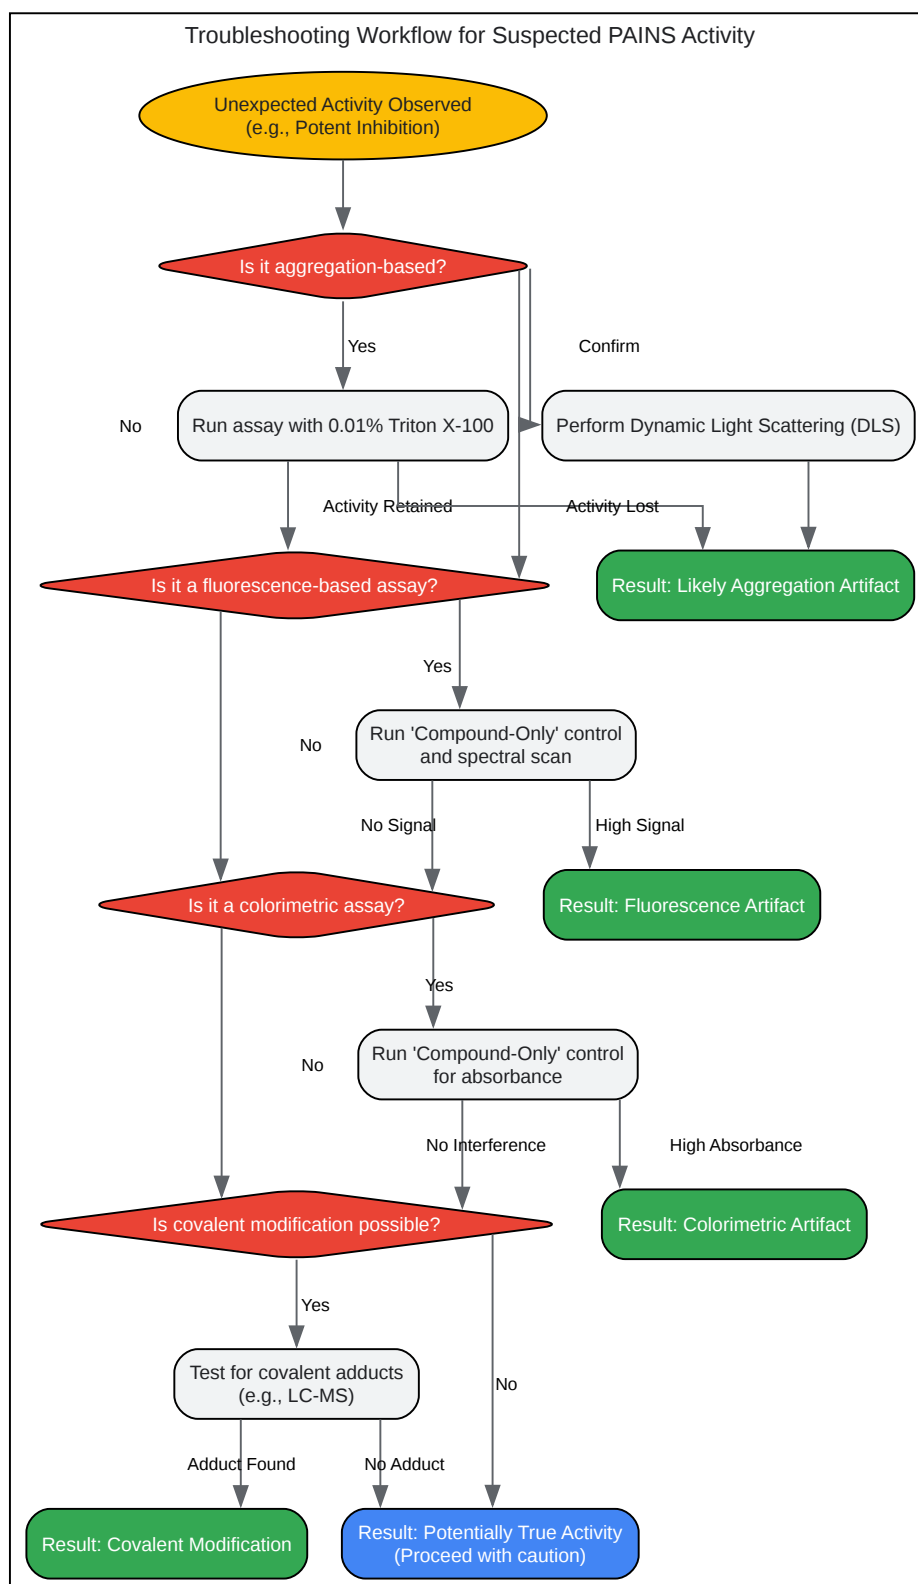 Troubleshooting Workflow for Suspected PAINS Activity
Unexpected Activity Observed
(e.g., Potent Inhibition)
Is it aggregation-based?
Yes
Confirm
No
Run assay with 0.01% Triton X-100
Perform Dynamic Light Scattering (DLS)
Activity Retained
Activity Lost
Is it a fluorescence-based assay?
Result: Likely Aggregation Artifact
Yes
No
Run 'Compound-Only' control
and spectral scan
No Signal
High Signal
Is it a colorimetric assay?
Result: Fluorescence Artifact
Yes
No
Run 'Compound-Only' control
for absorbance
No Interference
High Absorbance
Is covalent modification possible?
Result: Colorimetric Artifact
Yes
Test for covalent adducts
(e.g., LC-MS)
No
Adduct Found
No Adduct
Result: Covalent Modification
Result: Potentially True Activity
(Proceed with caution)